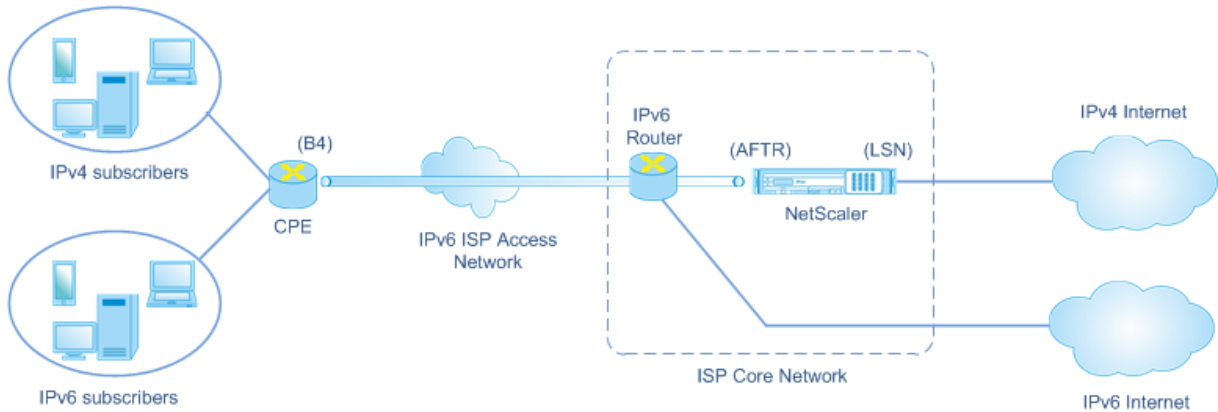 IPv4 subscribers
IPv6 subscribers
(B4)
CPE
IPv6 ISP Access
Network
IPv6
Router
(AFTR)
(LSN)
NetScaler
ISP Core Network
IPv4 Internet
IPv6 Internet